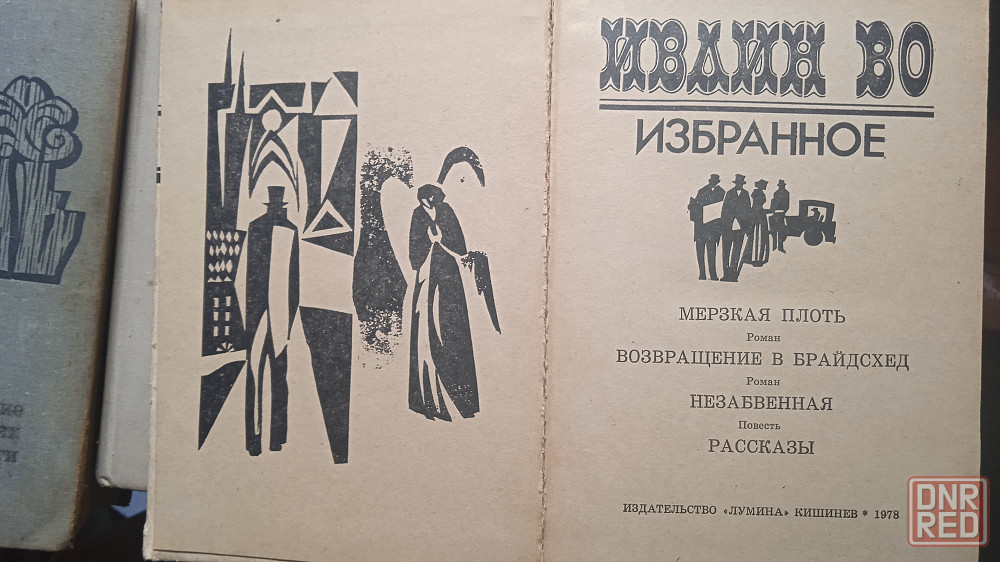 ИВЛИН ВО
ИЗБРАННОЕ
МЕРЗКАЯ ПЛОТЬ
Роман
ВОЗВРАЩЕНИЕ В БРАЙДСХЕД
Роман
НЕЗАБВЕННАЯ
Повесть
РАССКАЗЫ
ИЗДАТЕЛЬСТВО «ЛУМИНА» КИШИНЕВ * 1978
DNR
RED